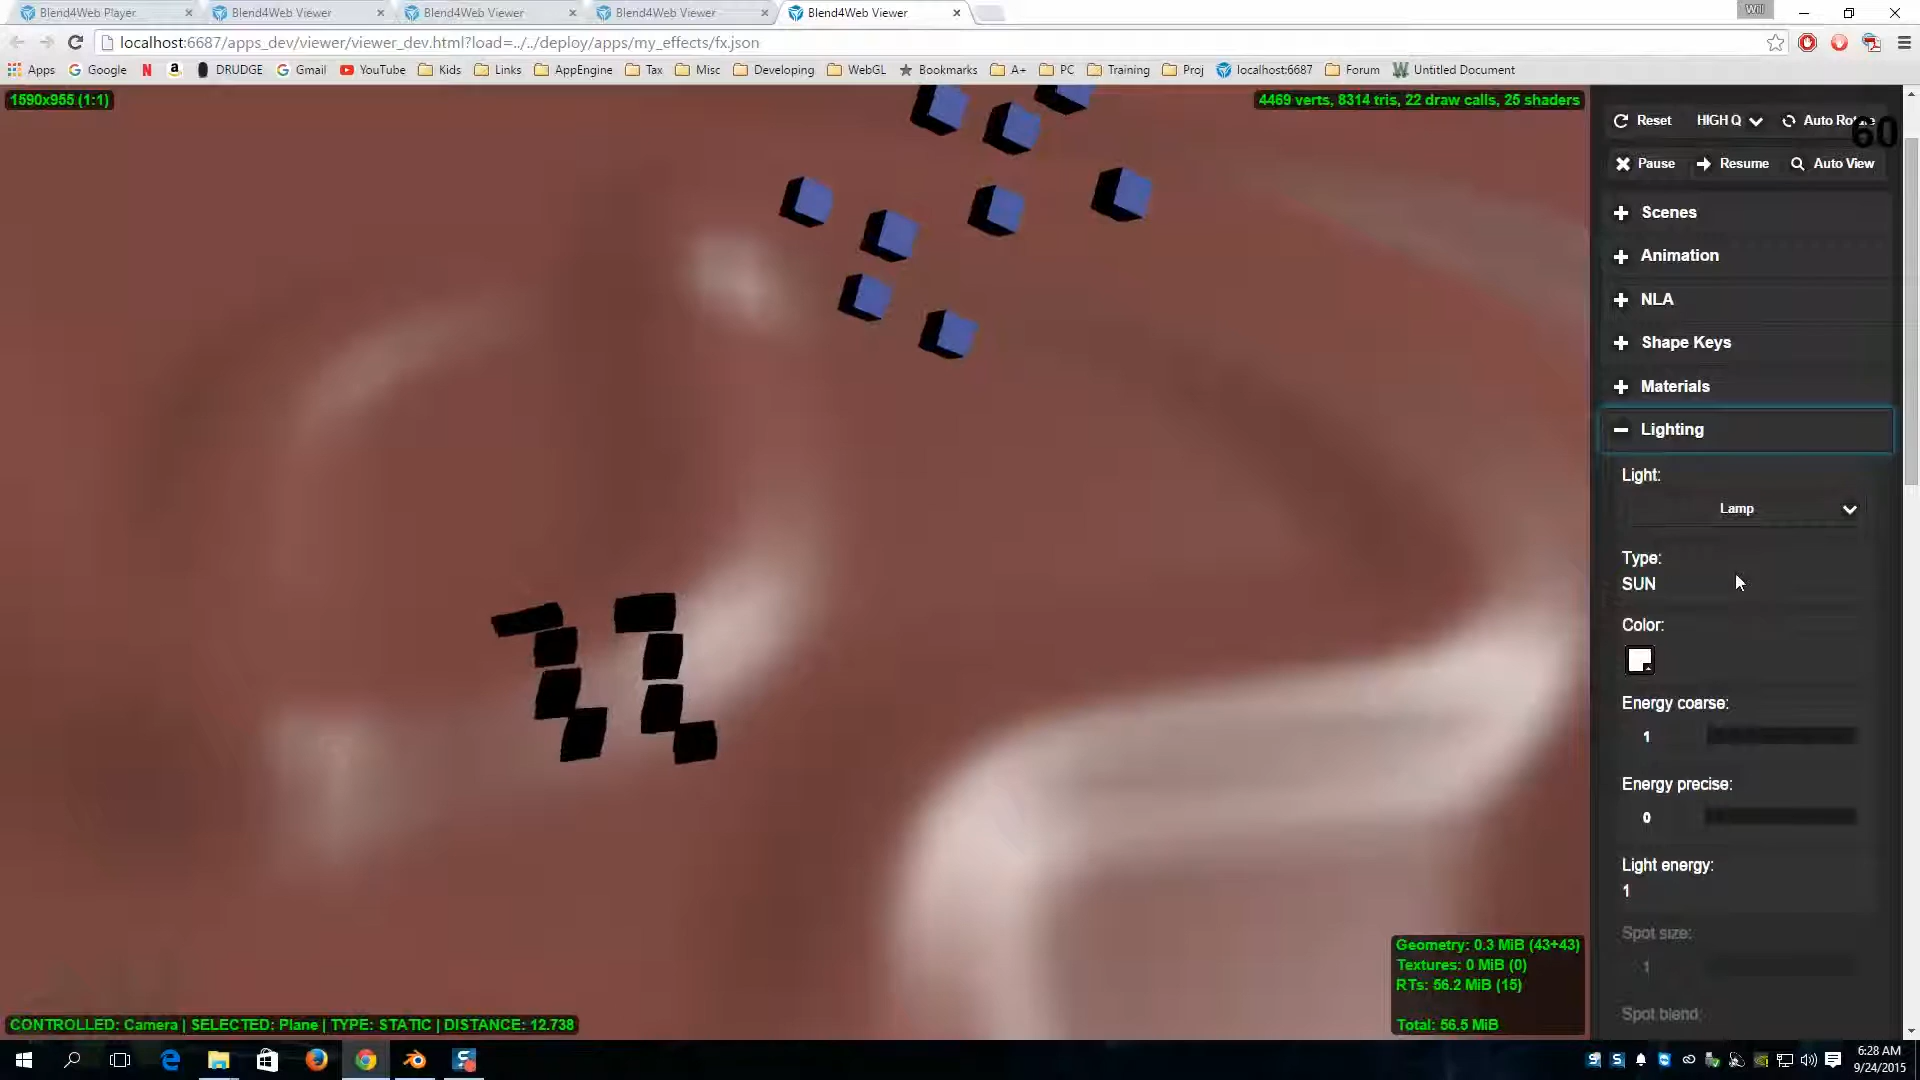 Blend4Web Player
Blend4Web Viewer
Blend4Web Viewer
Blend4Web Viewer
Blend4Web Viewer
Will
localhost:6687/apps_dev/viewer/viewer_dev.html?load=../../deploy/apps/my_effects/fx.json
Apps Google DRUDGE Gmail YouTube Kids Links AppEngine Tax Misc Developing WebGL Bookmarks A+ PC Training Proj localhost:6687 Forum Untitled Document
1590x955 (1:1)
4469 verts, 8314 tris, 22 draw calls, 25 shaders
Reset HIGH Q Auto Rotate
60
Pause Resume Auto View
Scenes
Animation
NLA
Shape Keys
Materials
Lighting
Light:
Lamp
Type:
SUN
Color:
Energy coarse:
1
Energy precise:
0
Light energy:
1
Spot size:
1
Spot blend:
Geometry: 0.3 MiB (43+43)
Textures: 0 MiB (0)
RTs: 56.2 MiB (15)
Total: 56.5 MiB
CONTROLLED: Camera | SELECTED: Plane | TYPE: STATIC | DISTANCE: 12.738
6:28 AM
9/24/2015